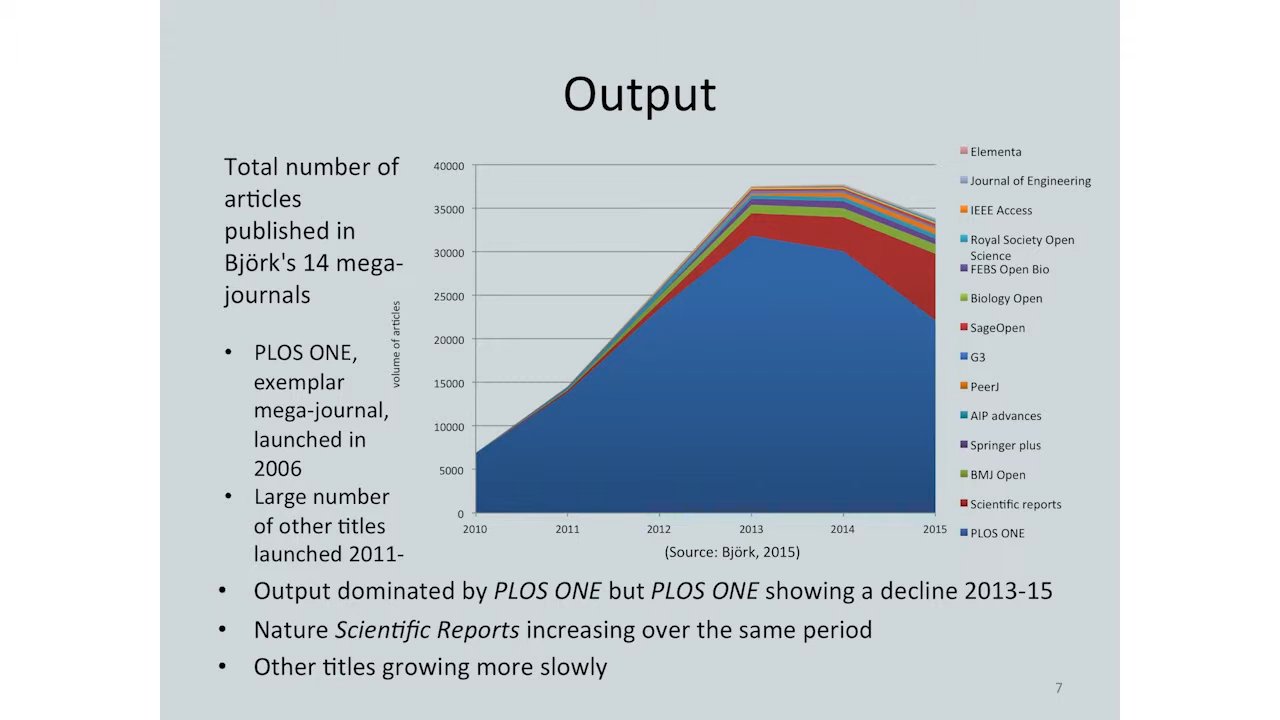 Output
Total number of
articles
published in
Björk's 14 mega-
journals
• PLOS ONE,
exemplar
mega-journal,
launched in
2006
• Large number
of other titles
launched 2011-
• Output dominated by PLOS ONE but PLOS ONE showing a decline 2013-15
• Nature Scientific Reports increasing over the same period
• Other titles growing more slowly
volume of articles
40000
35000
30000
25000
20000
15000
10000
5000
0
2010 2011 2012 2013 2014 2015
(Source: Björk, 2015)
Elementa
Journal of Engineering
IEEE Access
Royal Society Open
Science
FEBS Open Bio
Biology Open
SageOpen
G3
PeerJ
AIP advances
Springer plus
BMJ Open
Scientific reports
PLOS ONE
7